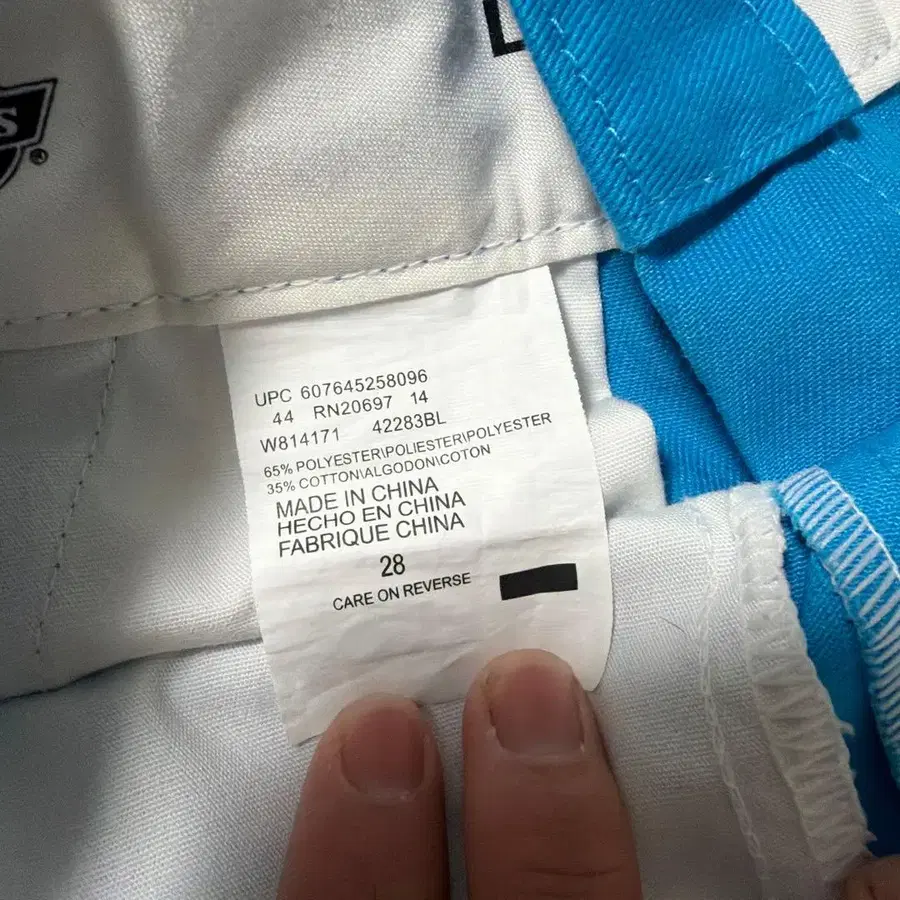 S
®
UPC 607645258096
44 RN20697 14
W814171 42283BL
65% POLYESTER\POLIESTER\POLYESTER
35% COTTON\ALGODON\COTON
MADE IN CHINA
HECHO EN CHINA
FABRIQUE CHINA
28
CARE ON REVERSE